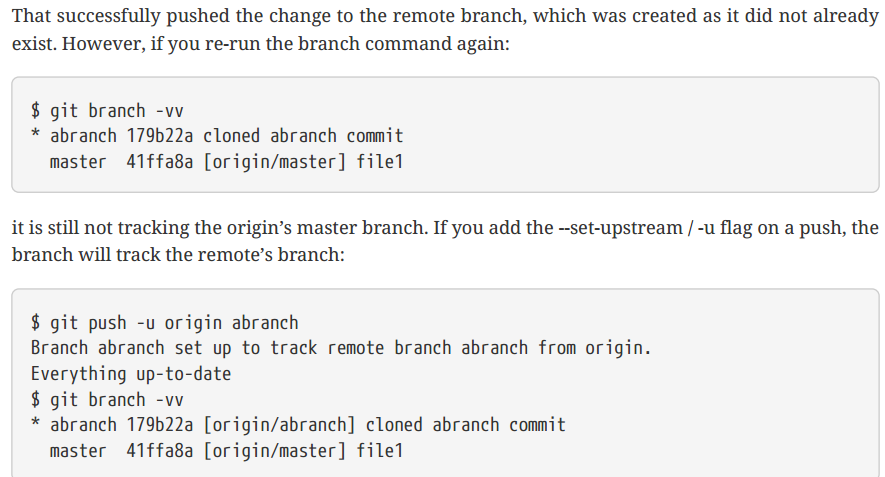 That successfully pushed the change to the remote branch, which was created as it did not already
exist. However, if you re-run the branch command again:
$ git branch -vv
* abranch 179b22a cloned abranch commit
  master  41ffa8a [origin/master] file1
it is still not tracking the origin’s master branch. If you add the --set-upstream / -u flag on a push, the
branch will track the remote’s branch:
$ git push -u origin abranch
Branch abranch set up to track remote branch abranch from origin.
Everything up-to-date
$ git branch -vv
* abranch 179b22a [origin/abranch] cloned abranch commit
  master  41ffa8a [origin/master] file1